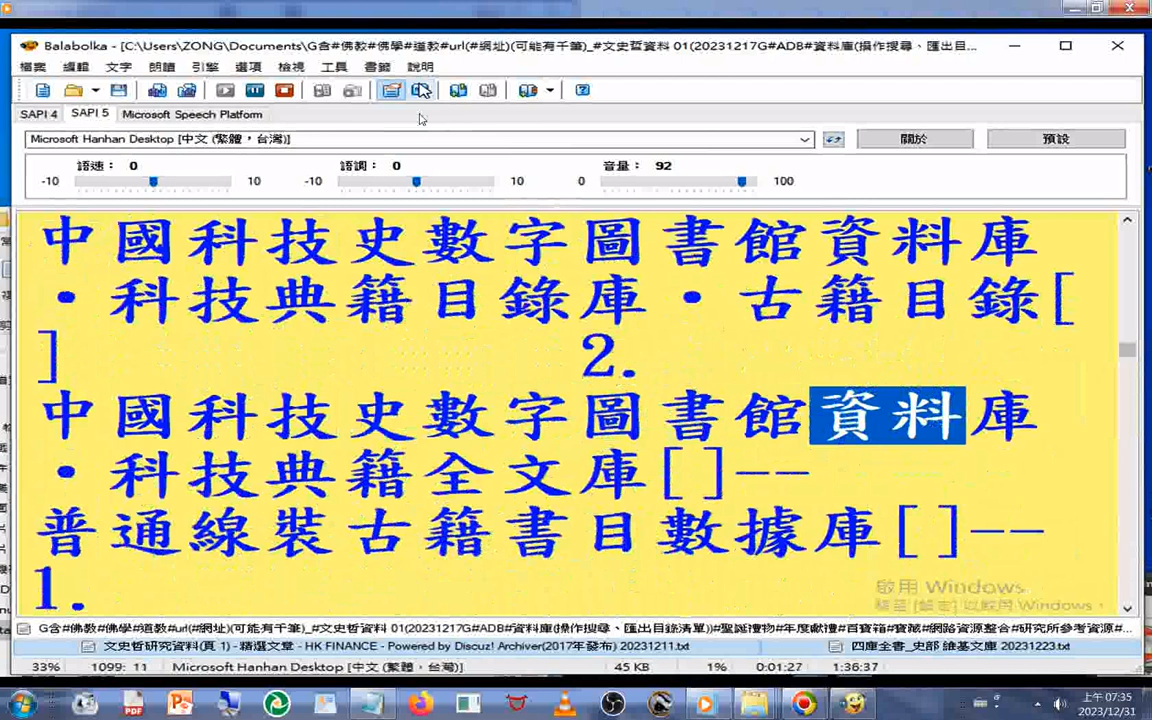 Balabolka - [C:\Users\ZONG\Documents\G含#佛教#佛學#道教#url(#網址)(可能有千筆)_#文史哲資料 01(20231217G#ADB#資料庫(操作搜尋、匯出目...
檔案 編輯 文字 朗讀 引擎 選項 檢視 工具 書籤 說明
SAPI 4 SAPI 5 Microsoft Speech Platform
Microsoft Hanhan Desktop [中文 (繁體，台灣)] 關於 預設
語速： 0 語調： 0 音量： 92
-10 10 -10 10 0 100
中國科技史數字圖書館資料庫
•科技典籍目錄庫•古籍目錄[
] 2.
中國科技史數字圖書館資料庫
•科技典籍全文庫[]--
普通線裝古籍書目數據庫[]--
1.
啟用 Windows
G含#佛教#佛學#道教#url(#網址)(可能有千筆)_#文史哲資料 01(20231217G#ADB#資料庫(操作搜尋、匯出目錄清單))#聖誕禮物#年度獻禮#百寶箱#寶藏#網路資源整合#研究所參考資源#...
文史哲研究資料(頁 1) - 精選文章 - HK FINANCE - Powered by Discuz! Archiver(2017年發布) 20231211.txt 四庫全書_史部 維基文庫 20231223.txt
33% 1099: 11 Microsoft Hanhan Desktop [中文 (繁體，台灣)] 45 KB 1% 0:01:27 1:36:37
上午 07:35
2023/12/31